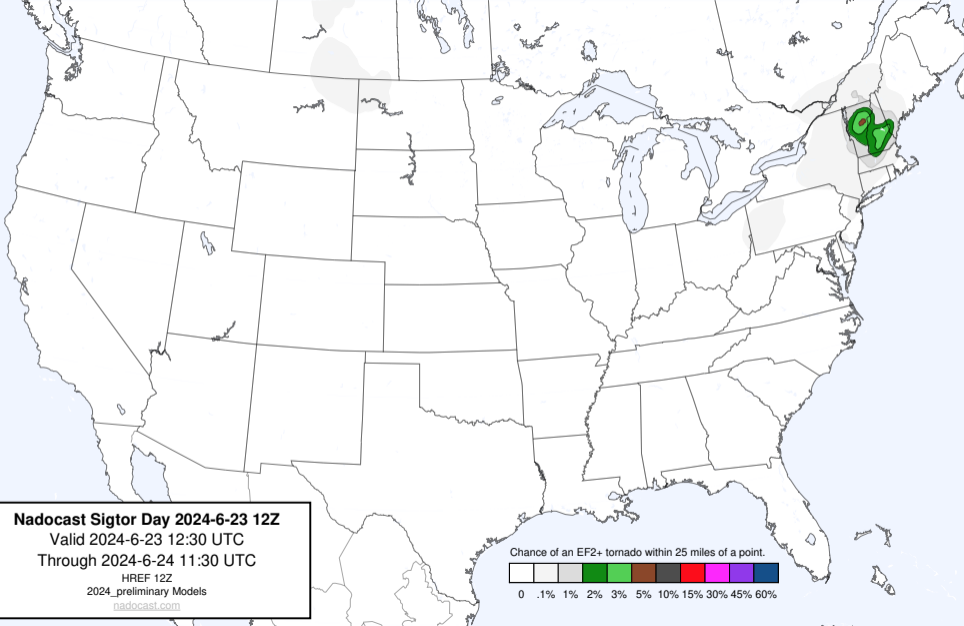 Nadocast Sigtor Day 2024-6-23 12Z
Valid 2024-6-23 12:30 UTC
Through 2024-6-24 11:30 UTC
HREF 12Z
2024_preliminary Models
nadocast.com
Chance of an EF2+ tornado within 25 miles of a point.
0 .1% 1% 2% 3% 5% 10% 15% 30% 45% 60%